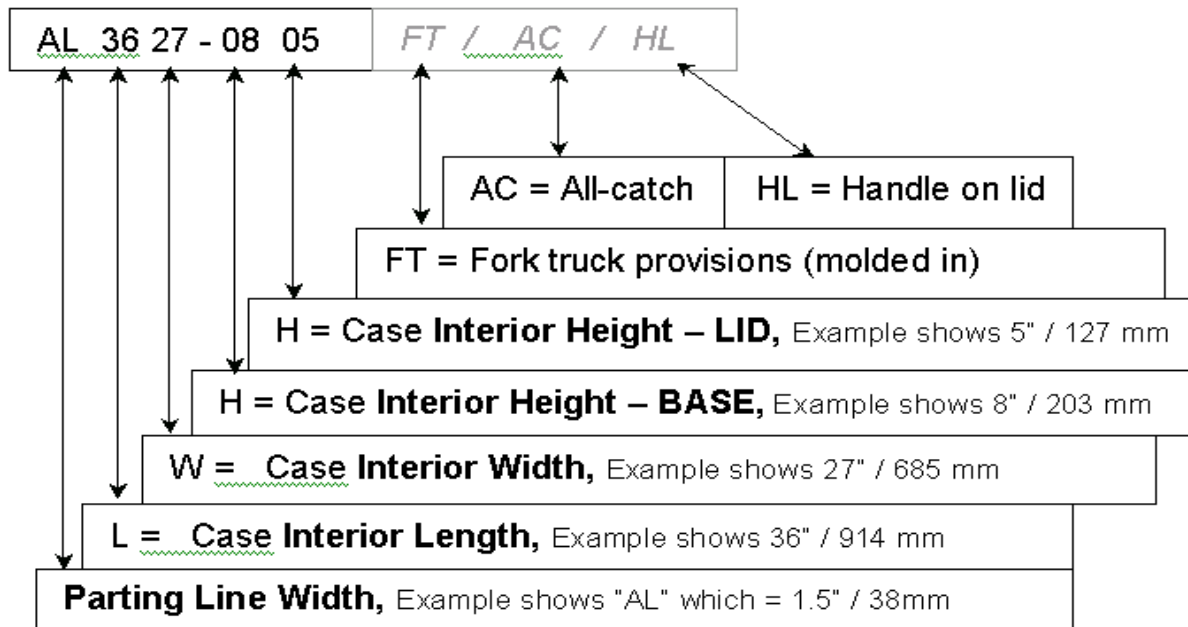 AL 36 27 - 08 05 FT / AC / HL
AC = All-catch HL = Handle on lid
FT = Fork truck provisions (molded in)
H = Case Interior Height – LID, Example shows 5" / 127 mm
H = Case Interior Height – BASE, Example shows 8" / 203 mm
W = Case Interior Width, Example shows 27" / 685 mm
L = Case Interior Length, Example shows 36" / 914 mm
Parting Line Width, Example shows "AL" which = 1.5" / 38mm